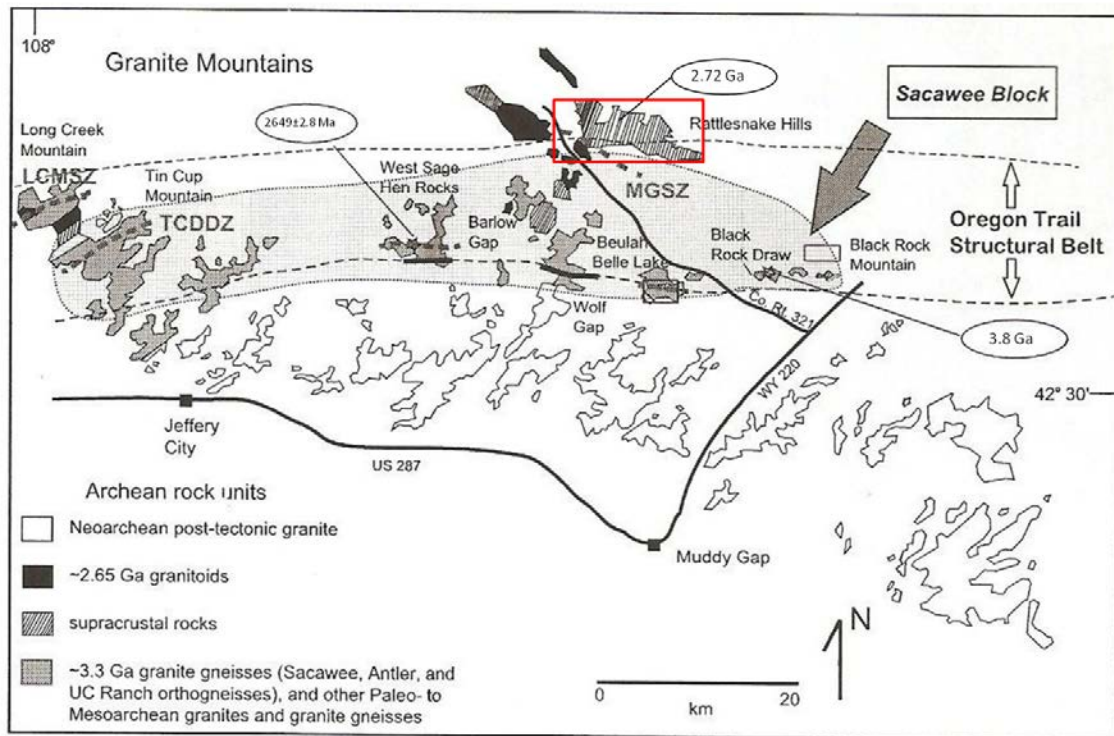 108°
Granite Mountains
2.72 Ga
Sacawee Block
2649±2.8 Ma
Rattlesnake Hills
Long Creek
Mountain
LCMSZ
Tin Cup
Mountain
TCDDZ
West Sage
Hen Rocks
MGSZ
Barlow
Gap
Beulah
Belle Lake
Black
Rock Draw
Black Rock
Mountain
Oregon Trail
Structural Belt
Wolf
Gap
Co. Rt. 321
3.8 Ga
WY 220
42° 30'
Jeffery
City
US 287
Muddy Gap
Archean rock units
Neoarchean post-tectonic granite
~2.65 Ga granitoids
supracrustal rocks
~3.3 Ga granite gneisses (Sacawee, Antler, and
UC Ranch orthogneisses), and other Paleo- to
Mesoarchean granites and granite gneisses
N
0 20
km